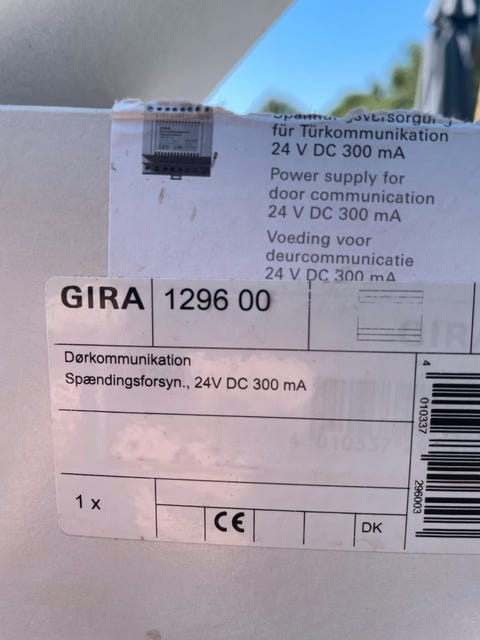 für Türkommunikation
24 V DC 300 mA
Power supply for
door communication
24 V DC 300 mA
Voeding voor
deurcommunicatie
24 V DC 300 mA
GIRA 1296 00
Dørkommunikation
Spændingsforsyn., 24V DC 300 mA
1 x
CE
DK
4 010337 296003